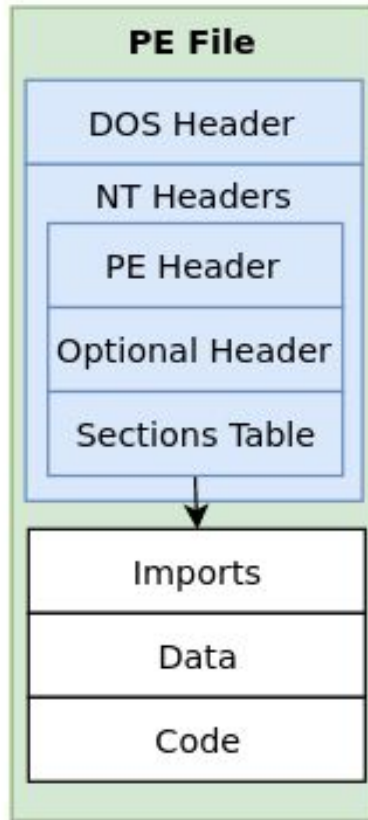 PE File
DOS Header
NT Headers
PE Header
Optional Header
Sections Table
Imports
Data
Code